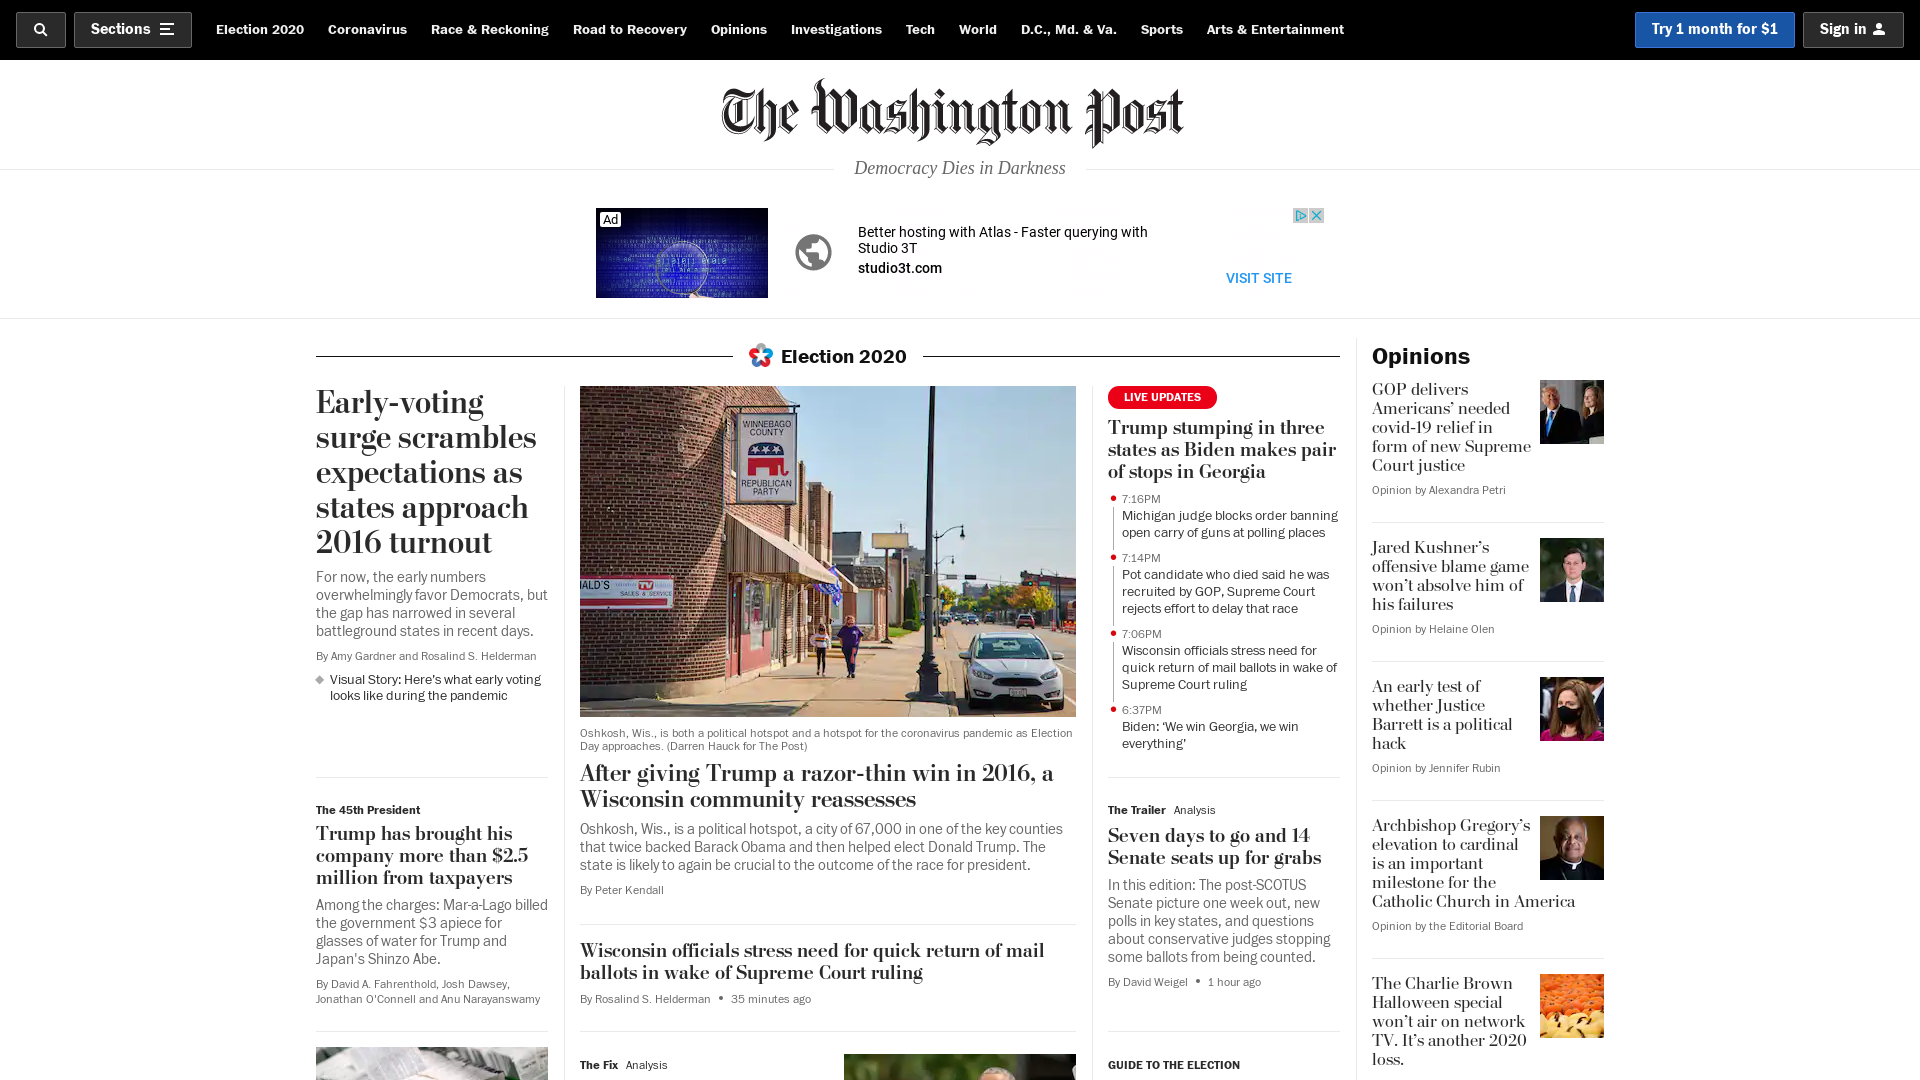 Sections
Election 2020
Coronavirus
Race & Reckoning
Road to Recovery
Opinions
Investigations
Tech
World
D.C., Md. & Va.
Sports
Arts & Entertainment
Try 1 month for $1
Sign in
The Washington Post
Democracy Dies in Darkness
Ad
Better hosting with Atlas - Faster querying with
Studio 3T
studio3t.com
VISIT SITE
Election 2020
Early-voting
surge scrambles
expectations as
states approach
2016 turnout
For now, the early numbers
overwhelmingly favor Democrats, but
the gap has narrowed in several
battleground states in recent days.
By Amy Gardner and Rosalind S. Helderman
Visual Story: Here's what early voting
looks like during the pandemic
The 45th President
Trump has brought his
company more than $2.5
million from taxpayers
Among the charges: Mar-a-Lago billed
the government $3 apiece for
glasses of water for Trump and
Japan's Shinzo Abe.
By David A. Fahrenthold, Josh Dawsey,
Jonathan O'Connell and Anu Narayanswamy
WINNEBAGO
COUNTY
REPUBLICAN
PARTY
ALD'S
TV
SALES & SERVICE
Oshkosh, Wis., is both a political hotspot and a hotspot for the coronavirus pandemic as Election
Day approaches. (Darren Hauck for The Post)
After giving Trump a razor-thin win in 2016, a
Wisconsin community reassesses
Oshkosh, Wis., is a political hotspot, a city of 67,000 in one of the key counties
that twice backed Barack Obama and then helped elect Donald Trump. The
state is likely to again be crucial to the outcome of the race for president.
By Peter Kendall
Wisconsin officials stress need for quick return of mail
ballots in wake of Supreme Court ruling
By Rosalind S. Helderman • 35 minutes ago
The Fix Analysis
LIVE UPDATES
Trump stumping in three
states as Biden makes pair
of stops in Georgia
7:16PM
Michigan judge blocks order banning
open carry of guns at polling places
7:14PM
Pot candidate who died said he was
recruited by GOP, Supreme Court
rejects effort to delay that race
7:06PM
Wisconsin officials stress need for
quick return of mail ballots in wake of
Supreme Court ruling
6:37PM
Biden: ‘We win Georgia, we win
everything’
The Trailer Analysis
Seven days to go and 14
Senate seats up for grabs
In this edition: The post-SCOTUS
Senate picture one week out, new
polls in key states, and questions
about conservative judges stopping
some ballots from being counted.
By David Weigel • 1 hour ago
GUIDE TO THE ELECTION
Opinions
GOP delivers
Americans’ needed
covid-19 relief in
form of new Supreme
Court justice
Opinion by Alexandra Petri
Jared Kushner’s
offensive blame game
won’t absolve him of
his failures
Opinion by Helaine Olen
An early test of
whether Justice
Barrett is a political
hack
Opinion by Jennifer Rubin
Archbishop Gregory’s
elevation to cardinal
is an important
milestone for the
Catholic Church in America
Opinion by the Editorial Board
The Charlie Brown
Halloween special
won’t air on network
TV. It’s another 2020
loss.